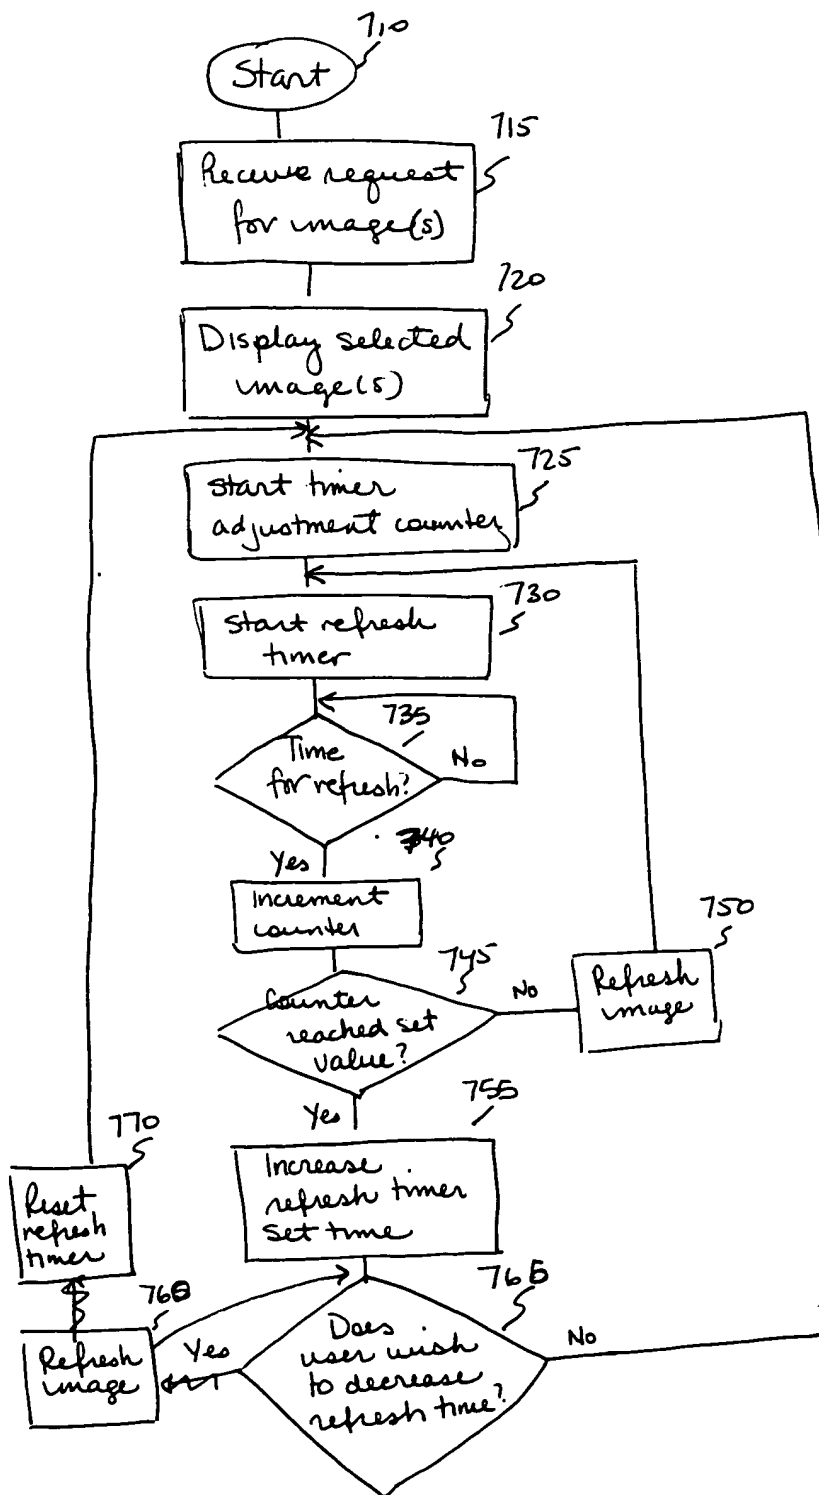 710
Start
715
Receive request
for image(s)
720
Display selected
image(s)
725
Start timer
adjustment counter
730
Start refresh
timer
735
Time
for refresh?
No
Yes
740
Increment
counter
745
Counter
reached set
value?
No
750
Refresh
image
Yes
755
Increase
refresh timer
set time
770
Reset
refresh
timer
765
Does
user wish
to decrease
refresh time?
No
Yes
Refresh
image